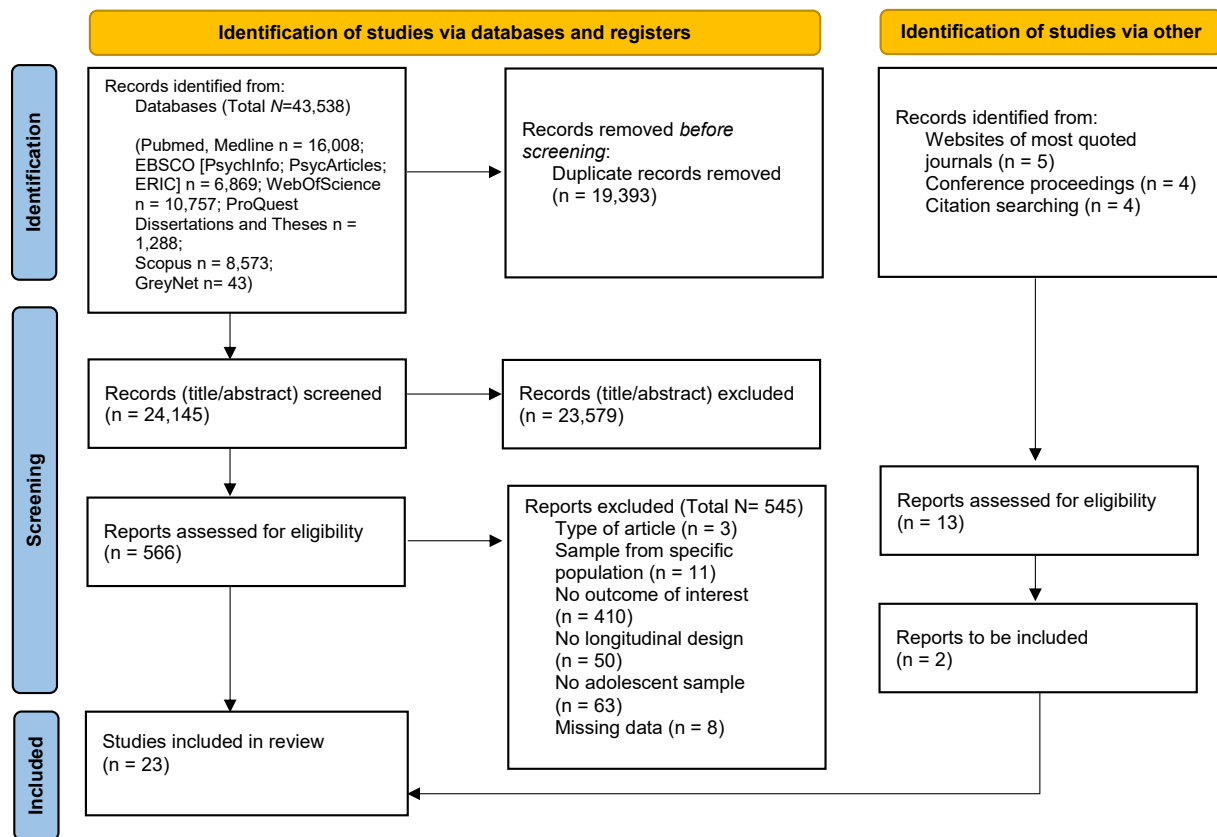 Identification of studies via databases and registers
Identification of studies via other
Identification
Records identified from:
Databases (Total N=43,538)
(Pubmed, Medline n = 16,008;
EBSCO [PsychInfo; PsycArticles;
ERIC] n = 6,869; WebOfScience
n = 10,757; ProQuest
Dissertations and Theses n =
1,288;
Scopus n = 8,573;
GreyNet n= 43)
Records removed before
screening:
Duplicate records removed
(n = 19,393)
Records identified from:
Websites of most quoted
journals (n = 5)
Conference proceedings (n = 4)
Citation searching (n = 4)
Screening
Records (title/abstract) screened
(n = 24,145)
Records (title/abstract) excluded
(n = 23,579)
Reports assessed for eligibility
(n = 566)
Reports excluded (Total N= 545)
Type of article (n = 3)
Sample from specific
population (n = 11)
No outcome of interest
(n = 410)
No longitudinal design
(n = 50)
No adolescent sample
(n = 63)
Missing data (n = 8)
Reports assessed for eligibility
(n = 13)
Reports to be included
(n = 2)
Included
Studies included in review
(n = 23)